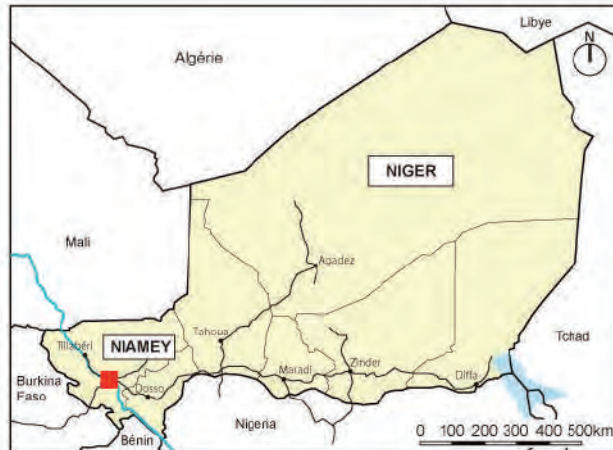 Libye
N
Algérie
NIGER
Mali
Agadez
Tahoua
Tillabéri
NIAMEY
Tchad
Zinder
Maradi
Diffa
Burkina
Faso
Dosso
Nigeria
Bénin
0 100 200 300 400 500km